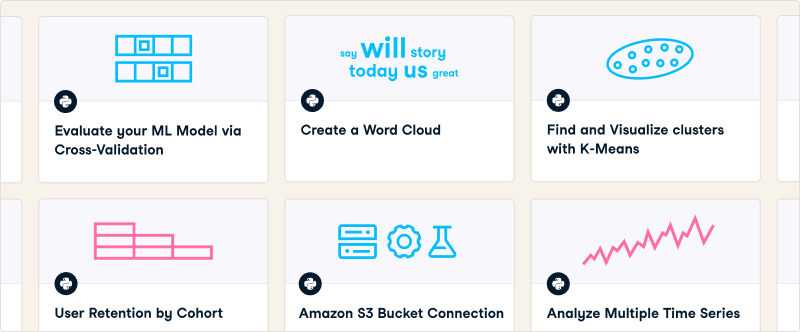 say will story
today us great
Evaluate your ML Model via
Cross-Validation
Create a Word Cloud
Find and Visualize clusters
with K-Means
User Retention by Cohort
Amazon S3 Bucket Connection
Analyze Multiple Time Series